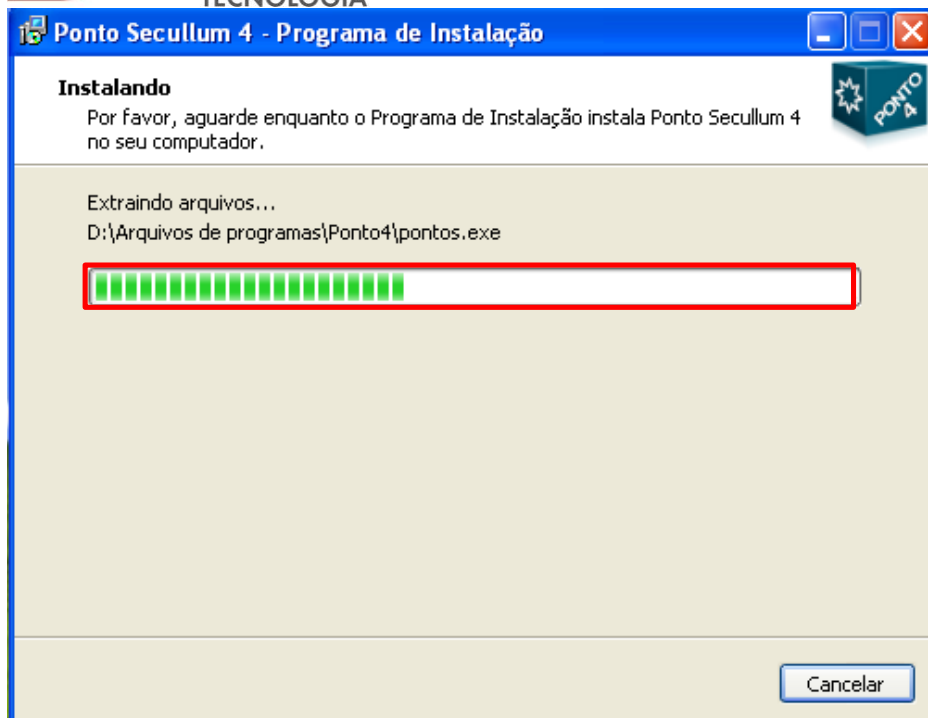 TECNOLOGIA
Ponto Secullum 4 - Programa de Instalação
Instalando
Por favor, aguarde enquanto o Programa de Instalação instala Ponto Secullum 4
no seu computador.
PONTO
4
Extraindo arquivos...
D:\Arquivos de programas\Ponto4\pontos.exe
Cancelar